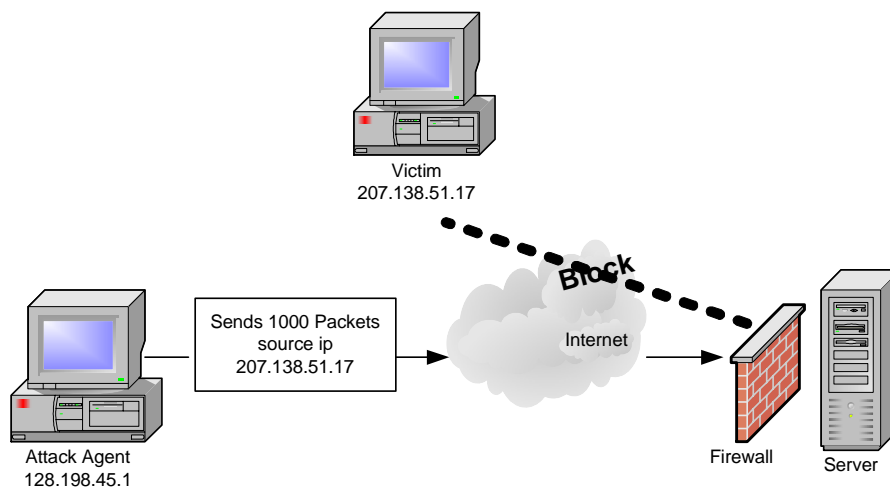 Victim
207.138.51.17
Block
Sends 1000 Packets
source ip
207.138.51.17
Internet
Attack Agent
128.198.45.1
Firewall
Server